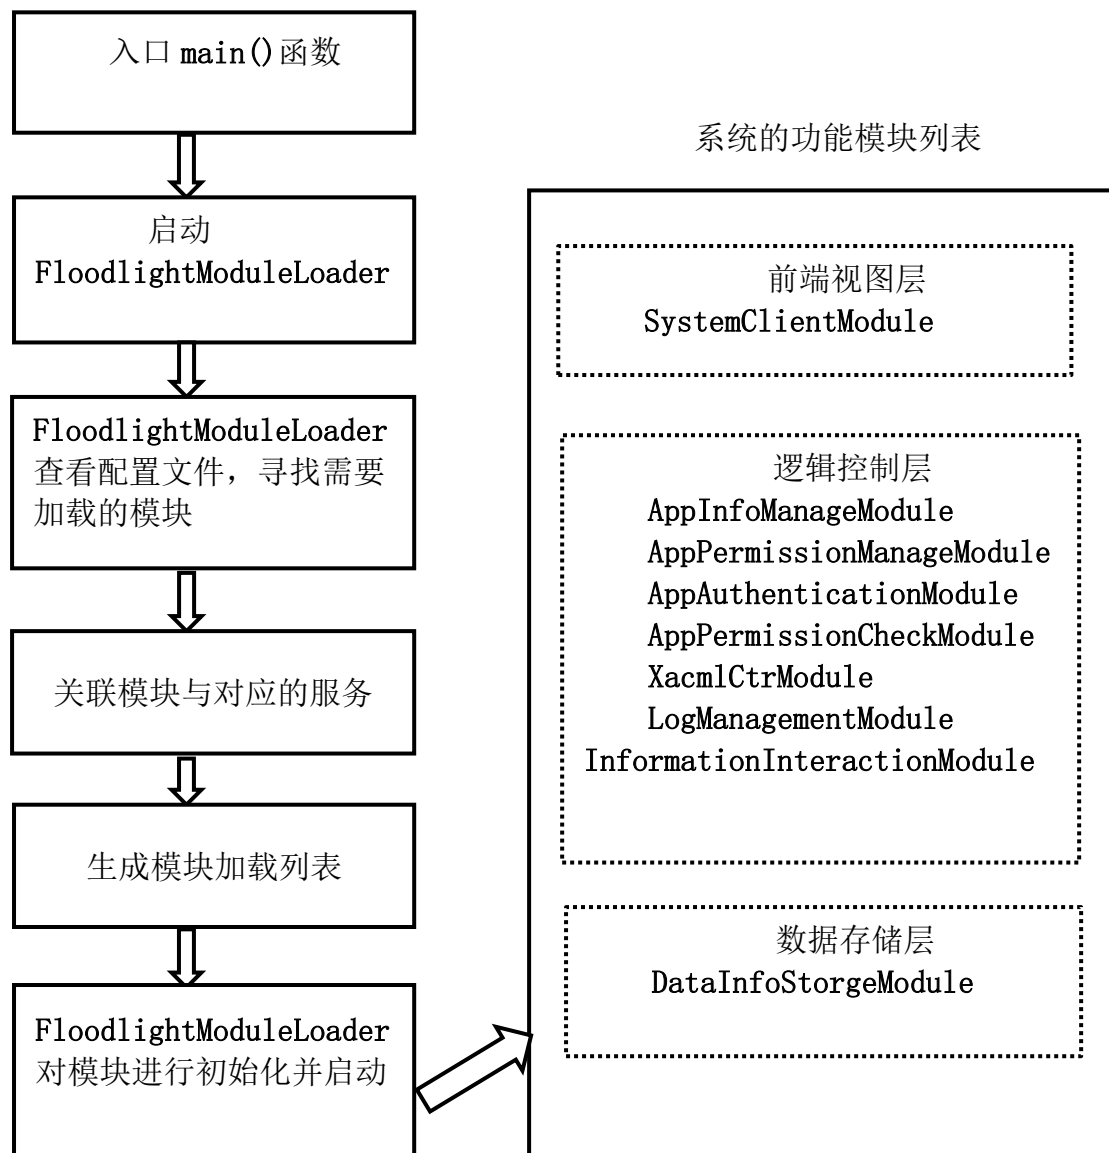 入口main()函数
启动
FloodlightModuleLoader
FloodlightModuleLoader
查看配置文件，寻找需要
加载的模块
关联模块与对应的服务
生成模块加载列表
FloodlightModuleLoader
对模块进行初始化并启动
系统的功能模块列表
前端视图层
SystemClientModule
逻辑控制层
AppInfoManageModule
AppPermissionManageModule
AppAuthenticationModule
AppPermissionCheckModule
XacmlCtrModule
LogManagementModule
InformationInteractionModule
数据存储层
DataInfoStorgeModule